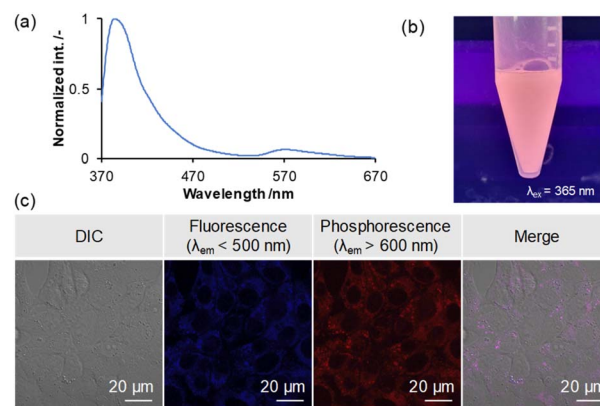 (a)
Normalized int. /-
1
0.5
0
370
470
570
670
Wavelength /nm
(b)
λex = 365 nm
(c)
DIC
Fluorescence
(λem < 500 nm)
Phosphorescence
(λem > 600 nm)
Merge
20 μm
20 μm
20 μm
20 μm